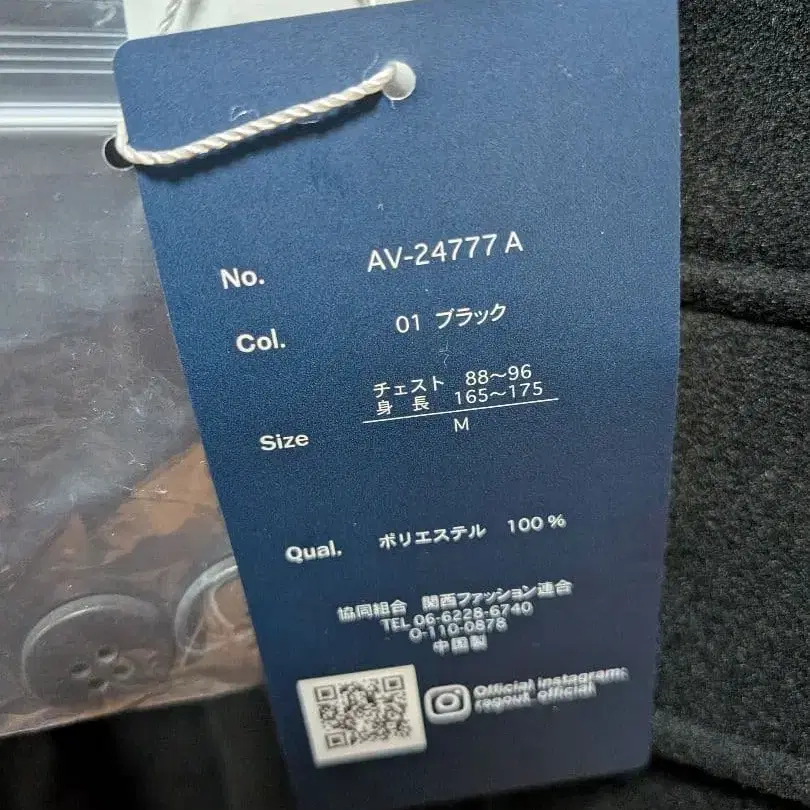 No. AV-24777 A
Col. 01 ブラック
チェスト 88～96
身長 165～175
Size M
Qual. ポリエステル 100%
協同組合 関西ファッション連合
TEL 06-6228-6740
0-110-0878
中国製
Official Instagram:
ragouk_official